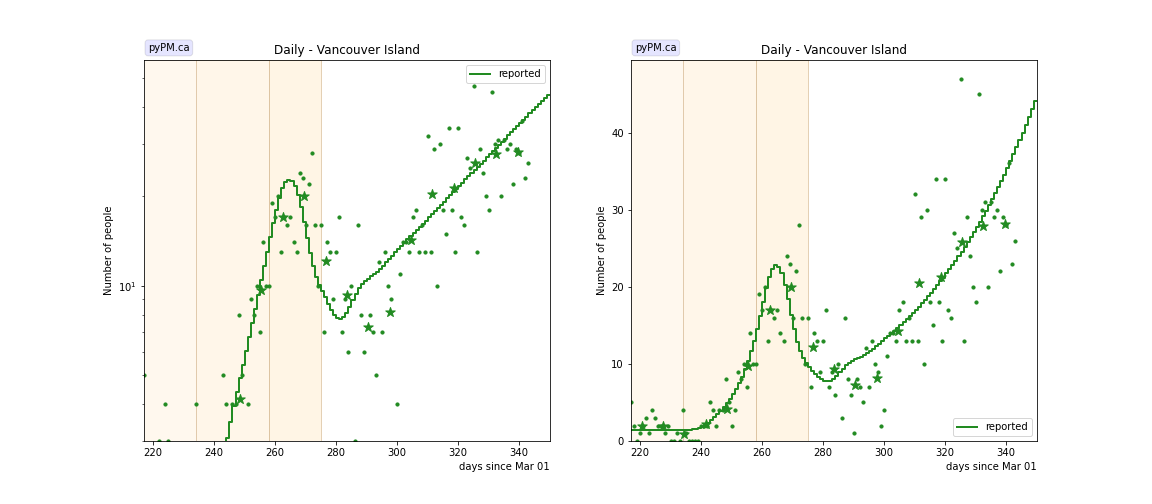 pyPM.ca
Daily - Vancouver Island
reported
Number of people
10¹
220 240 260 280 300 320 340
days since Mar 01
pyPM.ca
Daily - Vancouver Island
Number of people
40
30
20
10
0
reported
220 240 260 280 300 320 340
days since Mar 01